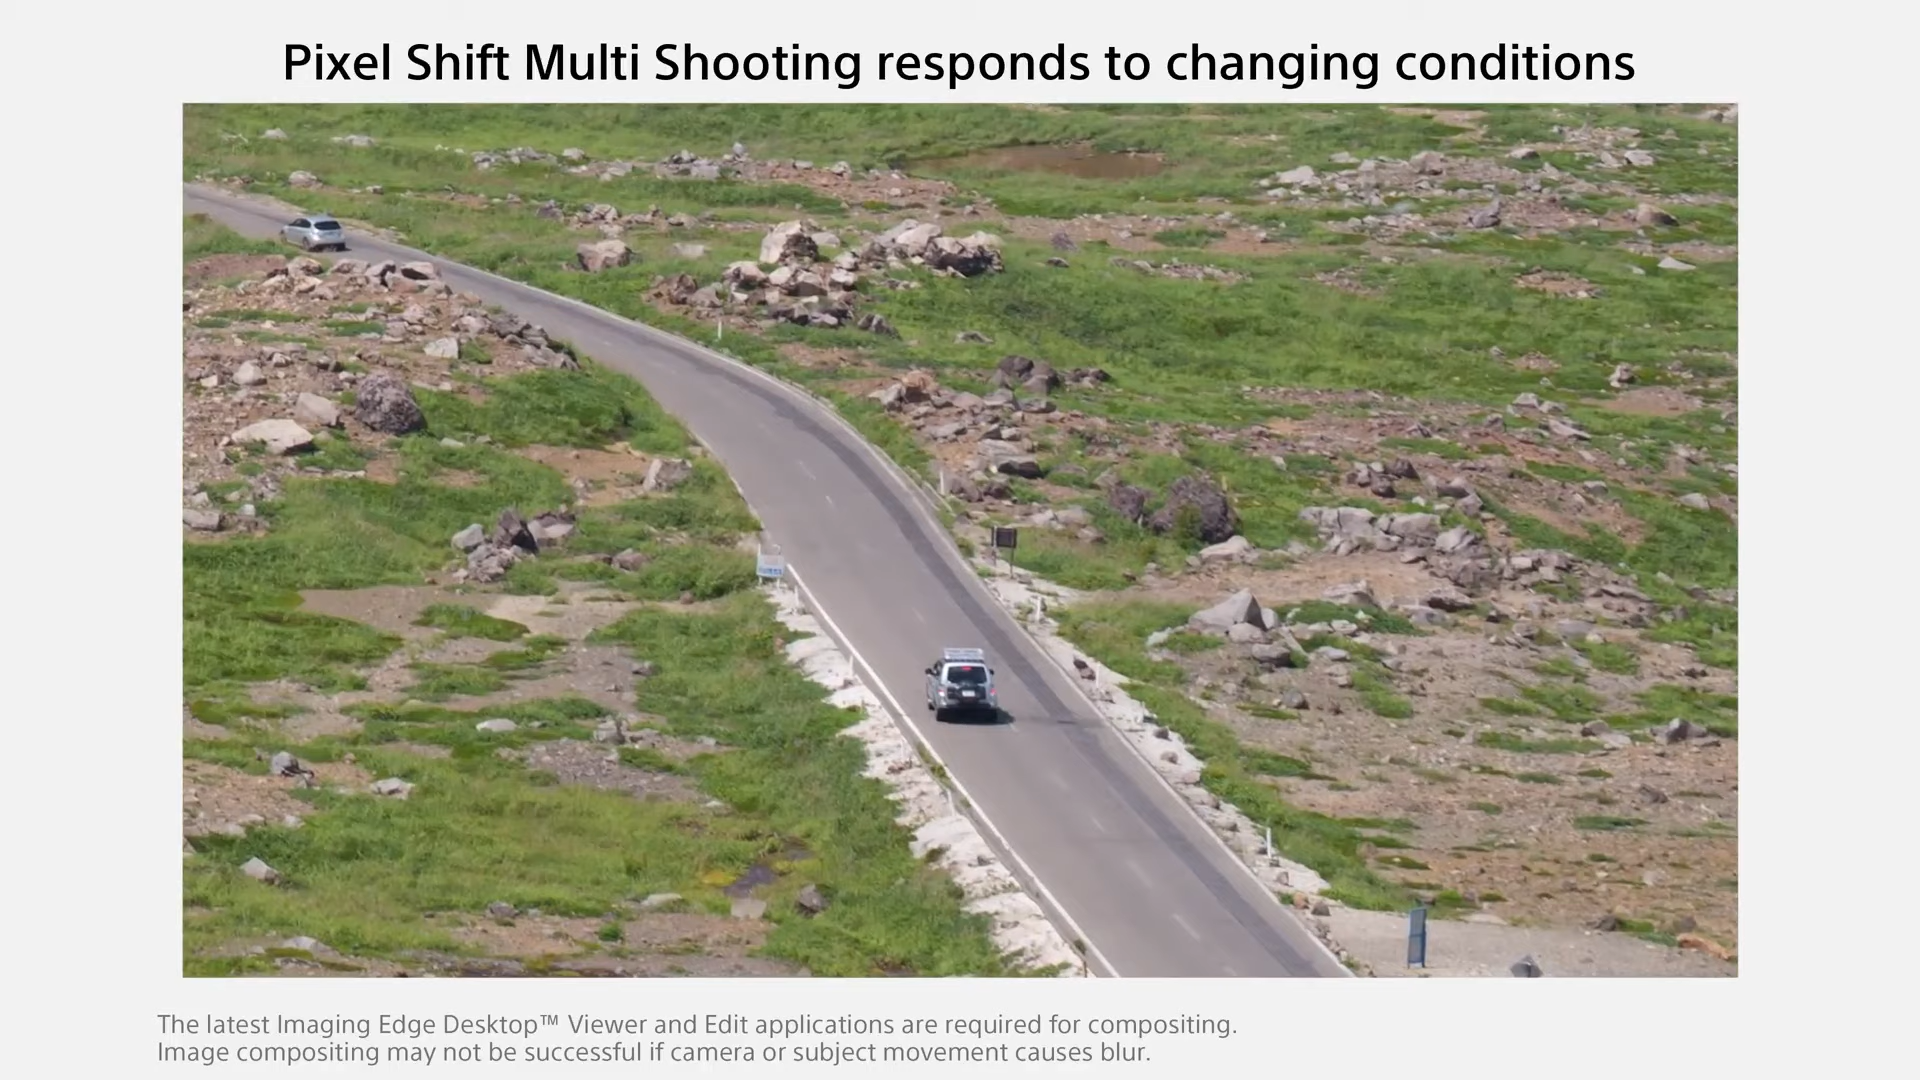 Pixel Shift Multi Shooting responds to changing conditions
The latest Imaging Edge Desktop™ Viewer and Edit applications are required for compositing.
Image compositing may not be successful if camera or subject movement causes blur.